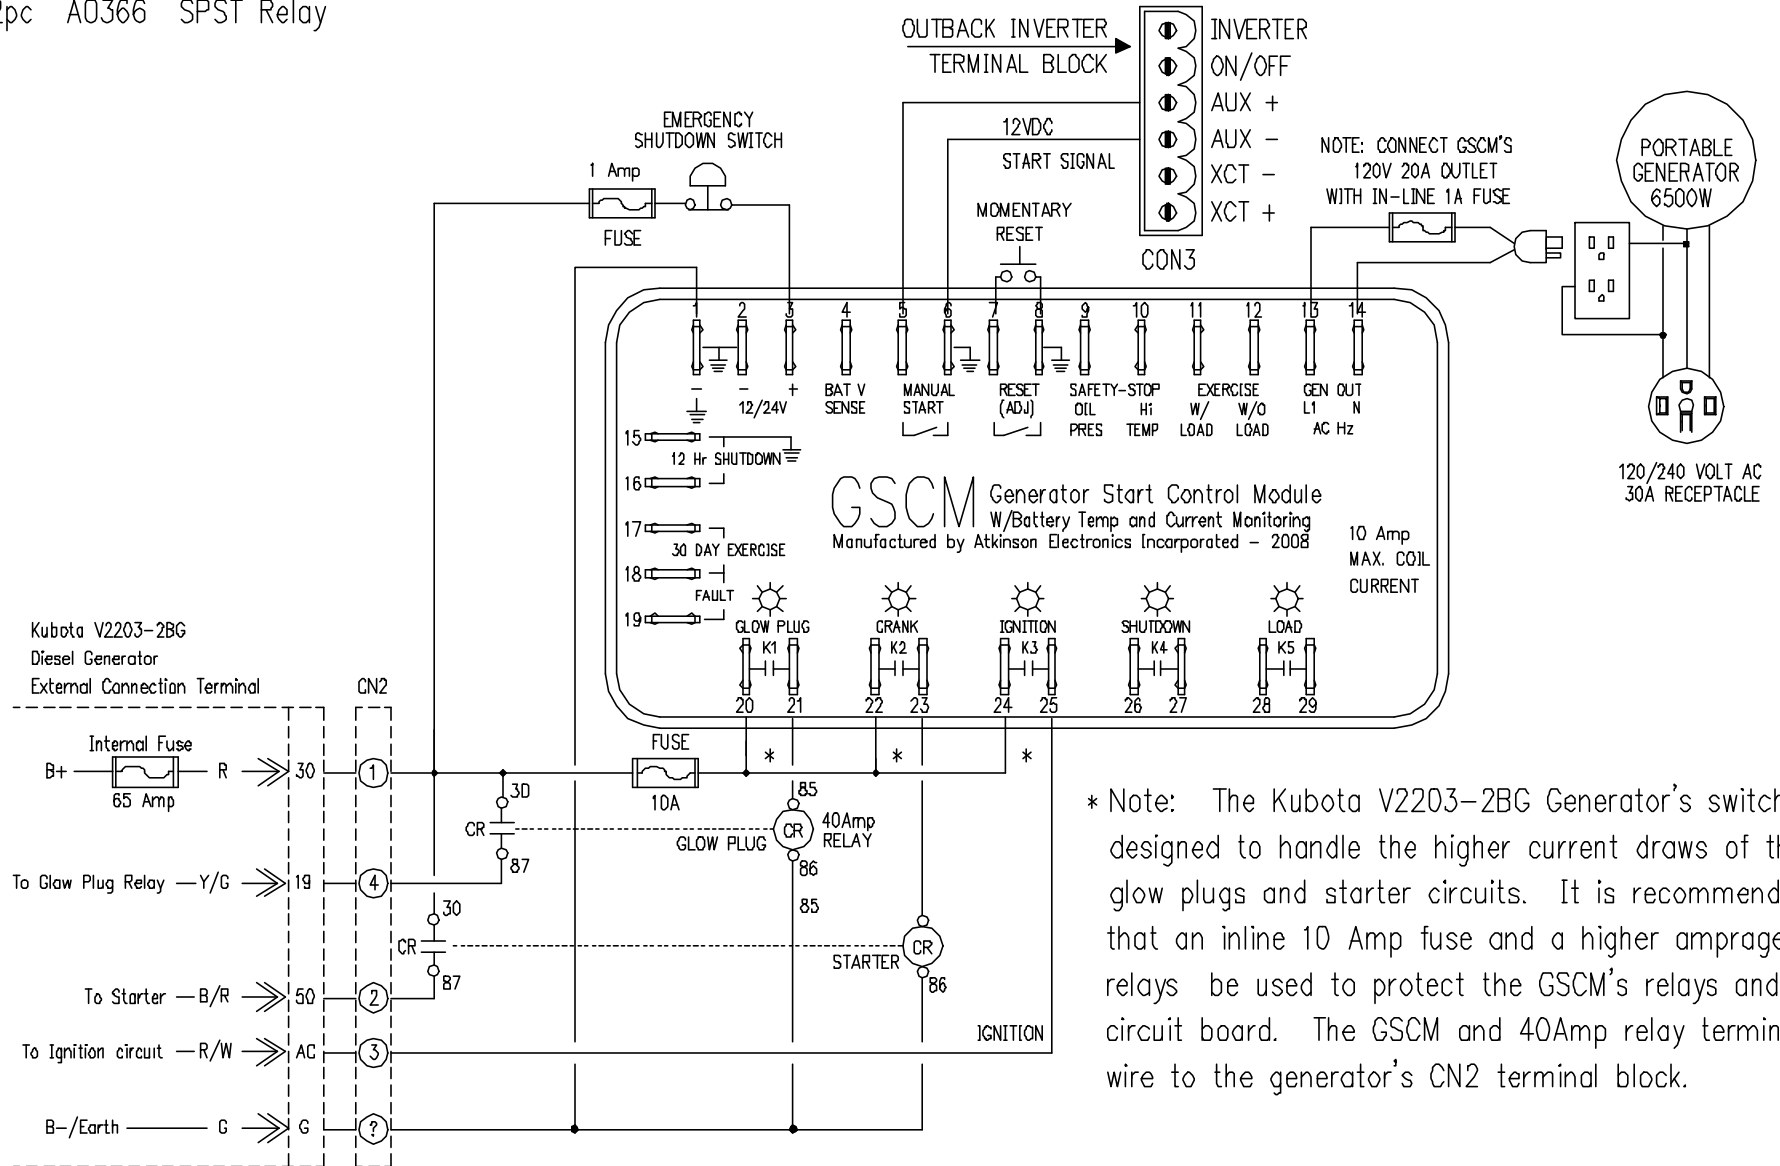 2pc A0366 SPST Relay
OUTBACK INVERTER
TERMINAL BLOCK
INVERTER
ON/OFF
AUX +
AUX -
XCT -
XCT +
CON3
12VDC
START SIGNAL
EMERGENCY
SHUTDOWN SWITCH
1 Amp
FUSE
MOMENTARY
RESET
NOTE: CONNECT GSCM'S
120V 20A OUTLET
WITH IN-LINE 1A FUSE
PORTABLE
GENERATOR
6500W
120/240 VOLT AC
30A RECEPTACLE
1 2 3 4 5 6 7 8 9 10 11 12 13 14
- - +
12/24V
BAT V
SENSE
MANUAL
START
RESET
(ADJ)
SAFETY-STOP
OIL Hi
PRES TEMP
EXERCISE
W/ W/O
LOAD LOAD
GEN OUT
L1 N
AC Hz
15
12 Hr SHUTDOWN
16
17
30 DAY EXERCISE
18
FAULT
19
GSCM
Generator Start Control Module
W/Battery Temp and Current Monitoring
Manufactured by Atkinson Electronics Incorporated - 2008
10 Amp
MAX. COIL
CURRENT
GLOW PLUG
K1
CRANK
K2
IGNITION
K3
SHUTDOWN
K4
LOAD
K5
20 21 22 23 24 25 26 27 28 29
Kubota V2203-2BG
Diesel Generator
External Connection Terminal
CN2
Internal Fuse
B+ R 30 1
65 Amp
FUSE
10A
* * *
30
CR
87
85
CR
40Amp
RELAY
GLOW PLUG
86
85
To Glaw Plug Relay Y/G 19 4
30
CR
87
CR
STARTER
86
To Starter B/R 50 2
IGNITION
To Ignition circuit R/W AC 3
B-/Earth G G ?
* Note: The Kubota V2203-2BG Generator's switch
designed to handle the higher current draws of
glow plugs and starter circuits. It is recommend
that an inline 10 Amp fuse and a higher amprage
relays be used to protect the GSCM's relays and
circuit board. The GSCM and 40Amp relay termin
wire to the generator's CN2 terminal block.